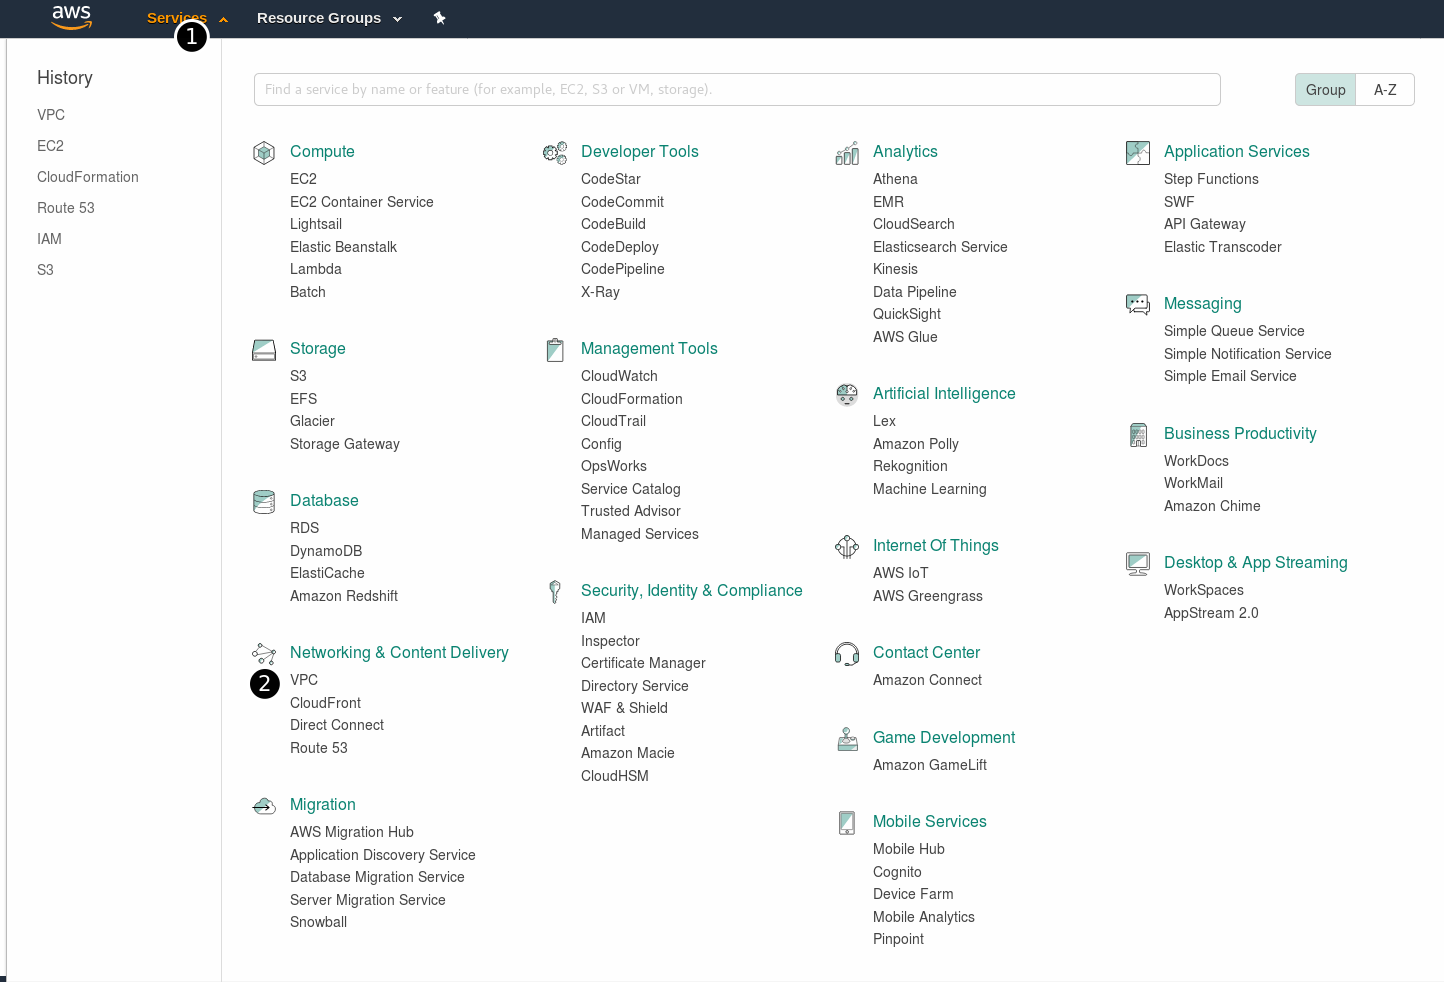 aws
Services
Resource Groups
1
History
VPC
EC2
CloudFormation
Route 53
IAM
S3
Find a service by name or feature (for example, EC2, S3 or VM, storage).
Group
A-Z
Compute
EC2
EC2 Container Service
Lightsail
Elastic Beanstalk
Lambda
Batch
Storage
S3
EFS
Glacier
Storage Gateway
Database
RDS
DynamoDB
ElastiCache
Amazon Redshift
Networking & Content Delivery
2
VPC
CloudFront
Direct Connect
Route 53
Migration
AWS Migration Hub
Application Discovery Service
Database Migration Service
Server Migration Service
Snowball
Developer Tools
CodeStar
CodeCommit
CodeBuild
CodeDeploy
CodePipeline
X-Ray
Management Tools
CloudWatch
CloudFormation
CloudTrail
Config
OpsWorks
Service Catalog
Trusted Advisor
Managed Services
Security, Identity & Compliance
IAM
Inspector
Certificate Manager
Directory Service
WAF & Shield
Artifact
Amazon Macie
CloudHSM
Analytics
Athena
EMR
CloudSearch
Elasticsearch Service
Kinesis
Data Pipeline
QuickSight
AWS Glue
Artificial Intelligence
Lex
Amazon Polly
Rekognition
Machine Learning
Internet Of Things
AWS IoT
AWS Greengrass
Contact Center
Amazon Connect
Game Development
Amazon GameLift
Mobile Services
Mobile Hub
Cognito
Device Farm
Mobile Analytics
Pinpoint
Application Services
Step Functions
SWF
API Gateway
Elastic Transcoder
Messaging
Simple Queue Service
Simple Notification Service
Simple Email Service
Business Productivity
WorkDocs
WorkMail
Amazon Chime
Desktop & App Streaming
WorkSpaces
AppStream 2.0